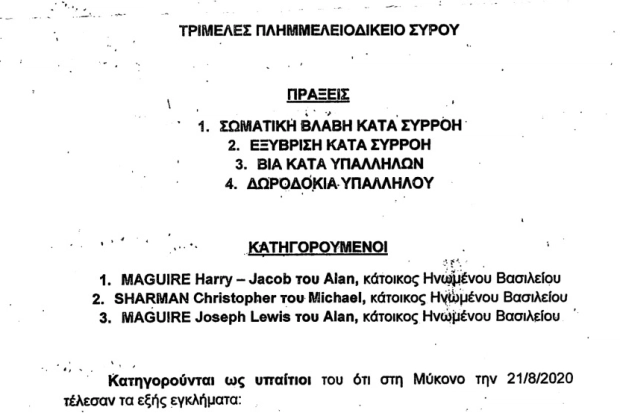 ΤΡΙΜΕΛΕΣ ΠΛΗΜΜΕΛΕΙΟΔΙΚΕΙΟ ΣΥΡΟΥ
ΠΡΑΞΕΙΣ
1. ΣΩΜΑΤΙΚΗ ΒΛΑΒΗ ΚΑΤΑ ΣΥΡΡΟΗ
2. ΕΞΥΒΡΙΣΗ ΚΑΤΑ ΣΥΡΡΟΗ
3. ΒΙΑ ΚΑΤΑ ΥΠΑΛΛΗΛΩΝ
4. ΔΩΡΟΔΟΚΙΑ ΥΠΑΛΛΗΛΟΥ
ΚΑΤΗΓΟΡΟΥΜΕΝΟΙ
1. MAGUIRE Harry – Jacob του Alan, κάτοικος Ηνωμένου Βασιλείου
2. SHARMAN Christopher του Michael, κάτοικος Ηνωμένου Βασιλείου
3. MAGUIRE Joseph Lewis του Alan, κάτοικος Ηνωμένου Βασιλείου
Κατηγορούνται ως υπαίτιοι του ότι στη Μύκονο την 21/8/2020
τέλεσαν τα εξής εγκλήματα: